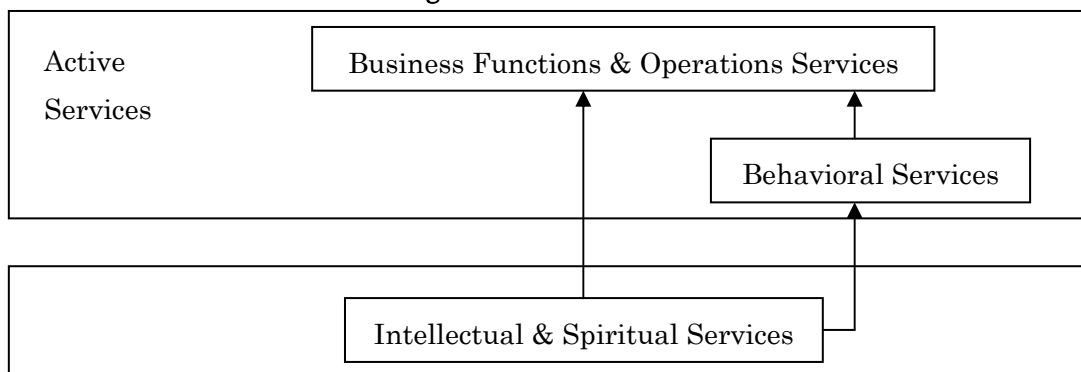 Active
Services
Business Functions & Operations Services
Behavioral Services
Intellectual & Spiritual Services